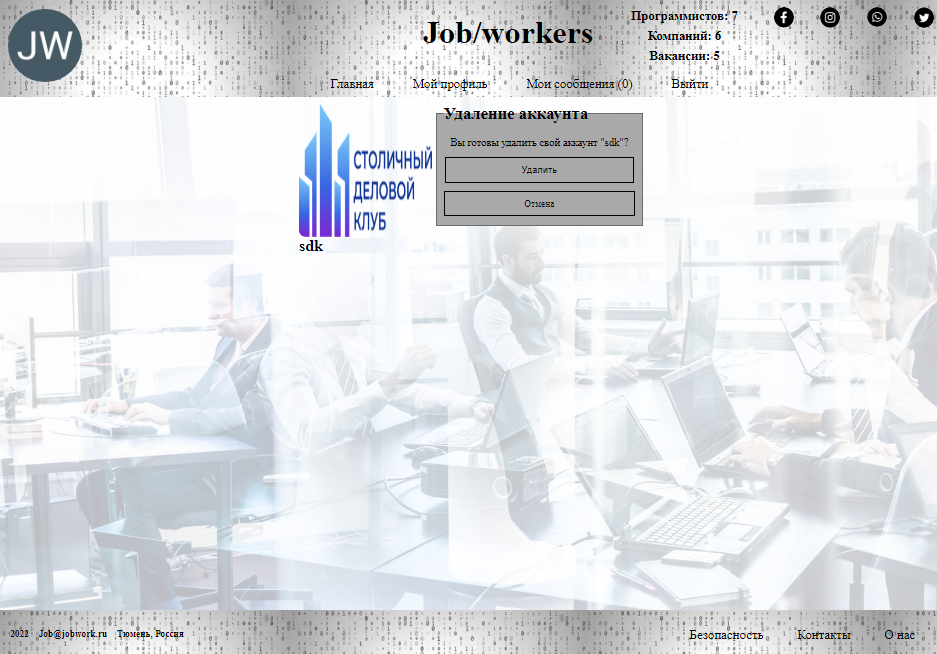 JW
Job/workers
Программистов: 7
Компаний: 6
Вакансии: 5
Главная Мой профиль Мои сообщения (0) Выйти
СТОЛИЧНЫЙ
ДЕЛОВОЙ
КЛУБ
sdk
Удаление аккаунта
Вы готовы удалить свой аккаунт "sdk"?
Удалить
Отмена
2022 Job@jobwork.ru Тюмень, Россия
Безопасность Контакты О нас